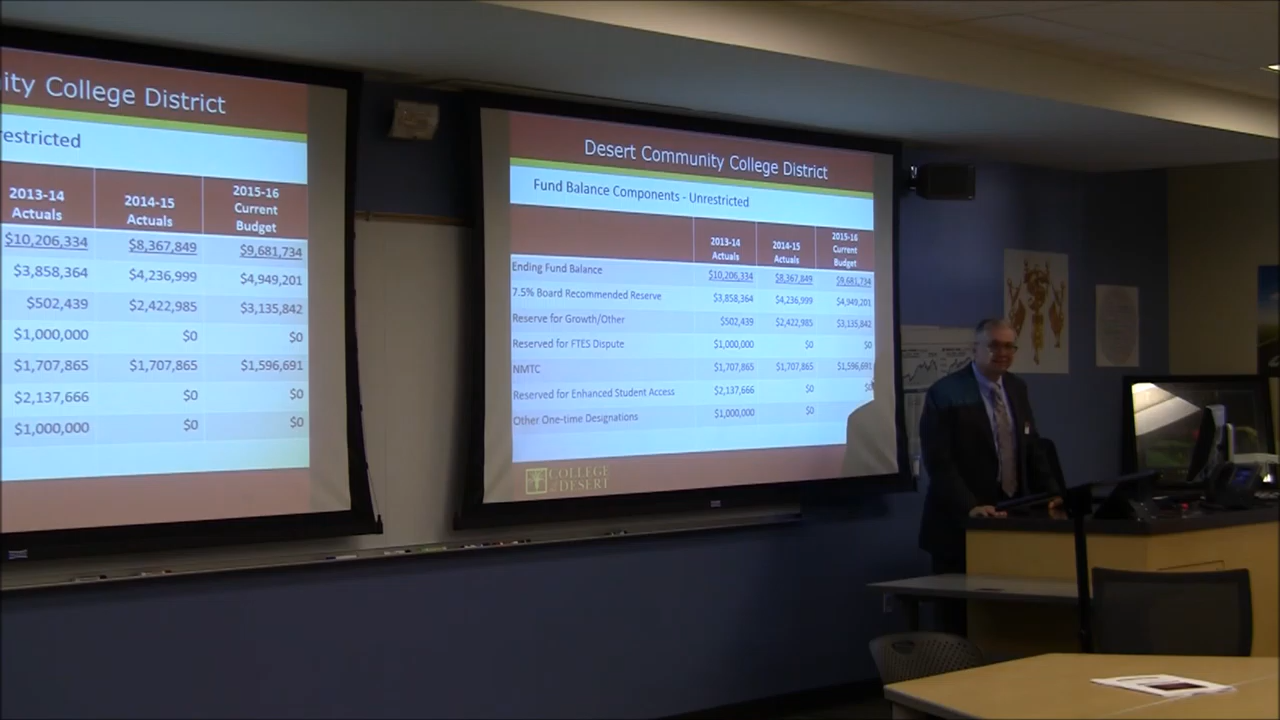 ity College District
restricted
2013-14 Actuals 2014-15 Actuals 2015-16 Current Budget
$10,206,334 $8,367,849 $9,681,734
$3,858,364 $4,236,999 $4,949,201
$502,439 $2,422,985 $3,135,842
$1,000,000 $0 $0
$1,707,865 $1,707,865 $1,596,691
$2,137,666 $0 $0
$1,000,000 $0 $0
Desert Community College District
Fund Balance Components - Unrestricted
2013-14 Actuals 2014-15 Actuals 2015-16 Current Budget
Ending Fund Balance $10,206,334 $8,367,849 $9,681,734
7.5% Board Recommended Reserve $3,858,364 $4,236,999 $4,949,201
Reserve for Growth/Other $502,439 $2,422,985 $3,135,842
Reserved for FTES Dispute $1,000,000 $0 $0
NMTC $1,707,865 $1,707,865 $1,596,691
Reserved for Enhanced Student Access $2,137,666 $0 $0
Other One-time Designations $1,000,000 $0
COLLEGE
DESERT